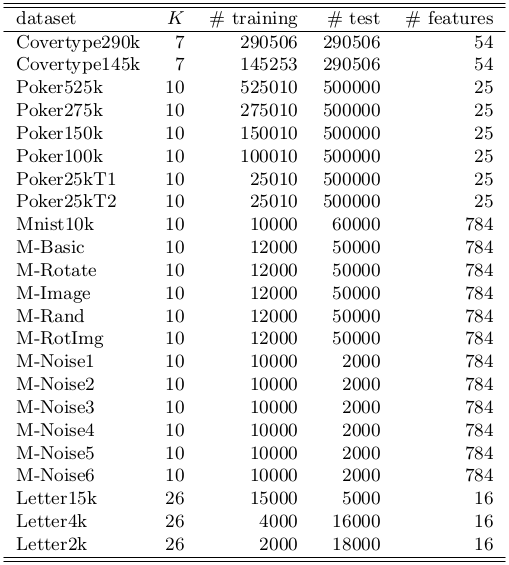 dataset K # training # test # features
Covertype290k 7 290506 290506 54
Covertype145k 7 145253 290506 54
Poker525k 10 525010 500000 25
Poker275k 10 275010 500000 25
Poker150k 10 150010 500000 25
Poker100k 10 100010 500000 25
Poker25kT1 10 25010 500000 25
Poker25kT2 10 25010 500000 25
Mnist10k 10 10000 60000 784
M-Basic 10 12000 50000 784
M-Rotate 10 12000 50000 784
M-Image 10 12000 50000 784
M-Rand 10 12000 50000 784
M-RotImg 10 12000 50000 784
M-Noise1 10 10000 2000 784
M-Noise2 10 10000 2000 784
M-Noise3 10 10000 2000 784
M-Noise4 10 10000 2000 784
M-Noise5 10 10000 2000 784
M-Noise6 10 10000 2000 784
Letter15k 26 15000 5000 16
Letter4k 26 4000 16000 16
Letter2k 26 2000 18000 16